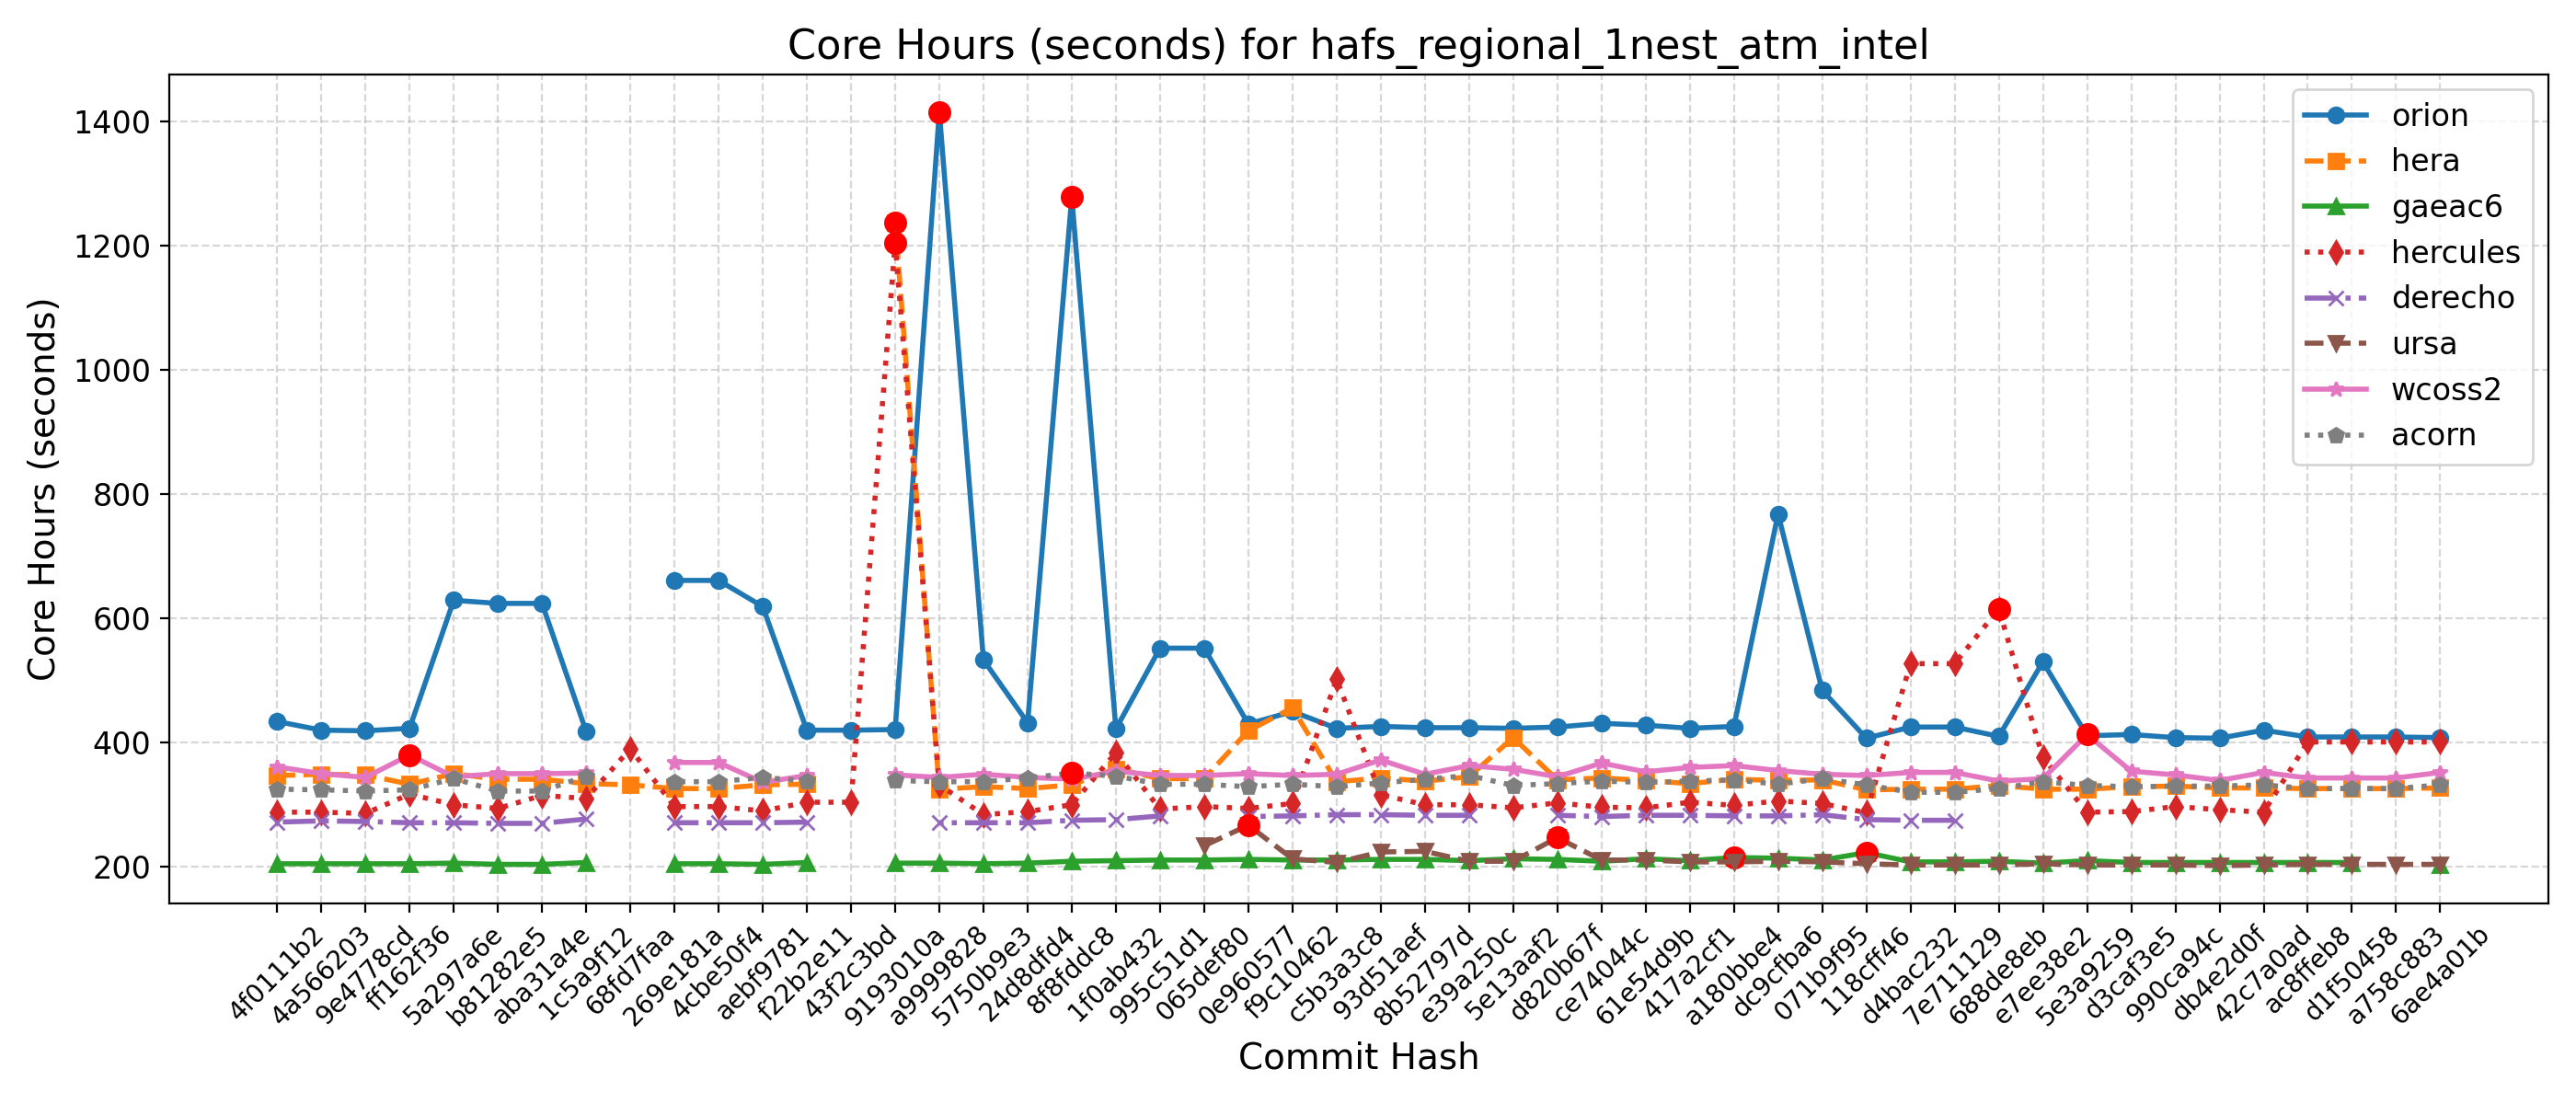 Core Hours (seconds) for hafs_regional_1nest_atm_intel
Core Hours (seconds)
1400
1200
1000
800
600
400
200
orion
hera
gaeac6
hercules
derecho
ursa
wcoss2
acorn
4f0111b2
4a566203
9e4778cd
ff162f36
5a297a6e
b81282e5
aba31a4e
1c5a9f12
68fd7faa
269e181a
4cbe50f4
aebf9781
f22b2e11
43f2c3bd
9193010a
a9999828
5750b9e3
24d8dfd4
8f8fddc8
1f0ab432
995c51d1
065def80
0e960577
f9c10462
c5b3a3c8
93d51aef
8b52797d
e39a250c
5e13aaf2
d820b67f
ce74044c
61e54d9b
417a2cf1
a180bbe4
dc9cfba6
071b9f95
118cff46
d4bac232
7e711129
688de8eb
e7ee38e2
5e3a9259
d3caf3e5
990ca94c
db4e2d0f
42c7a0ad
ac8ffeb8
d1f50458
a758c883
6ae4a01b
Commit Hash